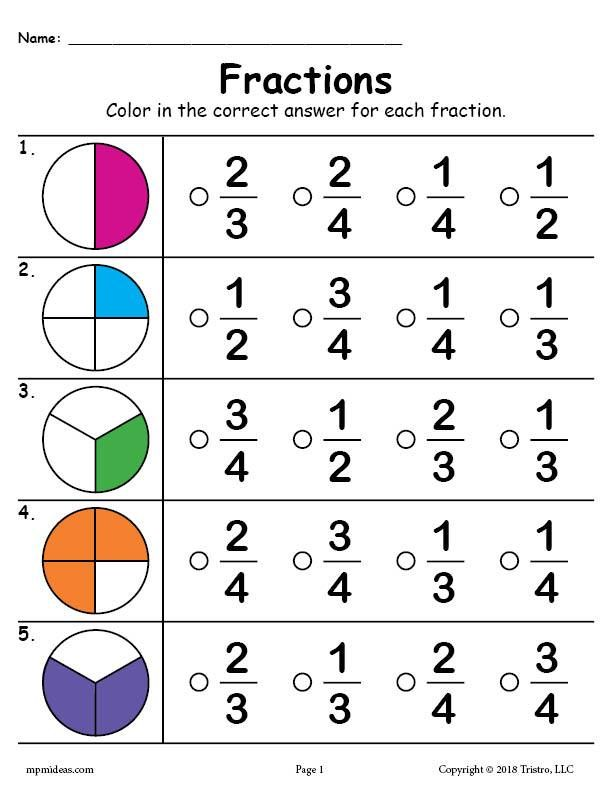 Name: ______________________________________
Fractions
Color in the correct answer for each fraction.
1. 2/3 2/4 1/4 1/2
2. 1/2 3/4 1/4 1/3
3. 3/4 1/2 2/3 1/3
4. 2/4 3/4 1/3 1/4
5. 2/3 1/3 2/4 3/4
mpmideas.com Page 1 Copyright © 2018 Tristro, LLC